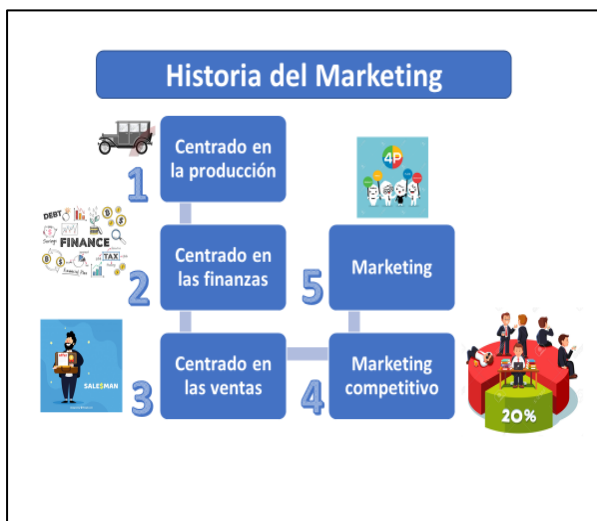 Historia del Marketing
1
Centrado en
la producción
4P
DEBT
FINANCE
TAX
2
Centrado en
las finanzas
5
Marketing
SALESMAN
3
Centrado en
las ventas
4
Marketing
competitivo
20%